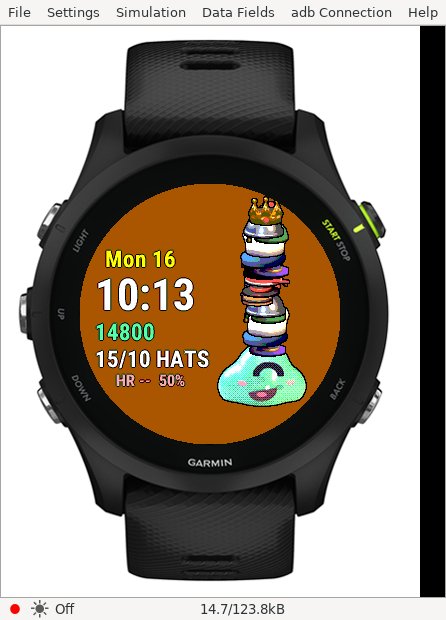 File Settings Simulation Data Fields adb Connection Help
LIGHT
START STOP
UP
DOWN
BACK
Mon 16
10:13
14800
15/10 HATS
HR -- 50%
GARMIN
Off 14.7/123.8kB